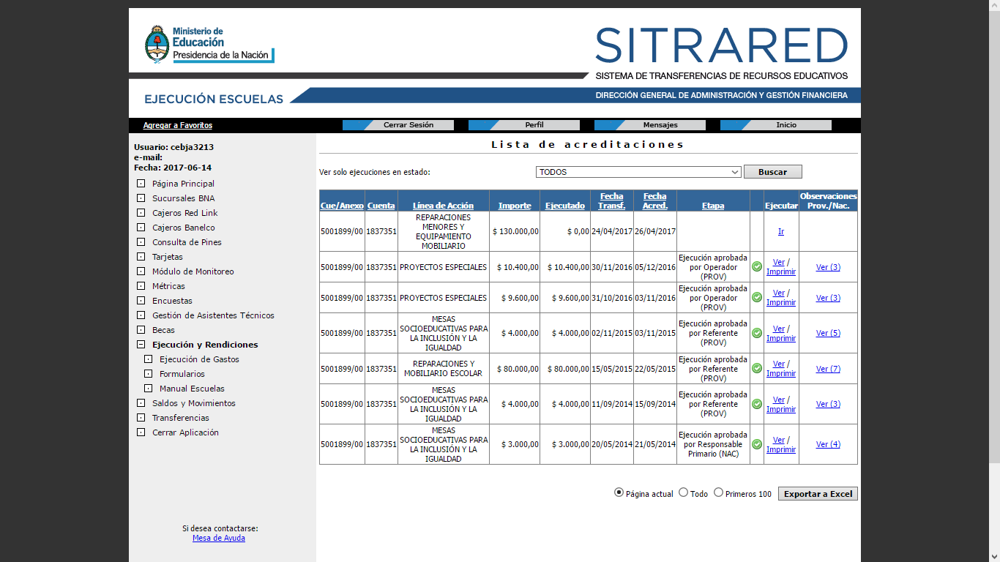 Ministerio de
Educación
Presidencia de la Nación
SITRARED
SISTEMA DE TRANSFERENCIAS DE RECURSOS EDUCATIVOS
EJECUCIÓN ESCUELAS
DIRECCIÓN GENERAL DE ADMINISTRACIÓN Y GESTIÓN FINANCIERA
Agregar a Favoritos
Cerrar Sesión
Perfil
Mensajes
Inicio
Usuario: cebja3213
e-mail:
Fecha: 2017-06-14
Página Principal
Sucursales BNA
Cajeros Red Link
Cajeros Banelco
Consulta de Pines
Tarjetas
Módulo de Monitoreo
Métricas
Encuestas
Gestión de Asistentes Técnicos
Becas
Ejecución y Rendiciones
Ejecución de Gastos
Formularios
Manual Escuelas
Saldos y Movimientos
Transferencias
Cerrar Aplicación
Si desea contactarse:
Mesa de Ayuda
Lista de acreditaciones
Ver solo ejecuciones en estado:
TODOS
Buscar
Cue/Anexo Cuenta Línea de Acción Importe Ejecutado Fecha Transf. Fecha Acred. Etapa Ejecutar Observaciones Prov./Nac.
5001899/00 1837351 REPARACIONES MENORES Y EQUIPAMIENTO MOBILIARIO $ 130.000,00 $ 0,00 24/04/2017 26/04/2017 Ir
5001899/00 1837351 PROYECTOS ESPECIALES $ 10.400,00 $ 10.400,00 30/11/2016 05/12/2016 Ejecución aprobada por Operador (PROV) Ver / Imprimir Ver (3)
5001899/00 1837351 PROYECTOS ESPECIALES $ 9.600,00 $ 9.600,00 31/10/2016 03/11/2016 Ejecución aprobada por Operador (PROV) Ver / Imprimir Ver (3)
5001899/00 1837351 MESAS SOCIOEDUCATIVAS PARA LA INCLUSIÓN Y LA IGUALDAD $ 4.000,00 $ 4.000,00 02/11/2015 03/11/2015 Ejecución aprobada por Referente (PROV) Ver / Imprimir Ver (5)
5001899/00 1837351 REPARACIONES Y MOBILIARIO ESCOLAR $ 80.000,00 $ 80.000,00 15/05/2015 22/05/2015 Ejecución aprobada por Referente (PROV) Ver / Imprimir Ver (7)
5001899/00 1837351 MESAS SOCIOEDUCATIVAS PARA LA INCLUSIÓN Y LA IGUALDAD $ 4.000,00 $ 4.000,00 11/09/2014 15/09/2014 Ejecución aprobada por Referente (PROV) Ver / Imprimir Ver (3)
5001899/00 1837351 MESAS SOCIOEDUCATIVAS PARA LA INCLUSIÓN Y LA IGUALDAD $ 3.000,00 $ 3.000,00 20/05/2014 21/05/2014 Ejecución aprobada por Responsable Primario (NAC) Ver / Imprimir Ver (4)
Página actual Todo Primeros 100 Exportar a Excel